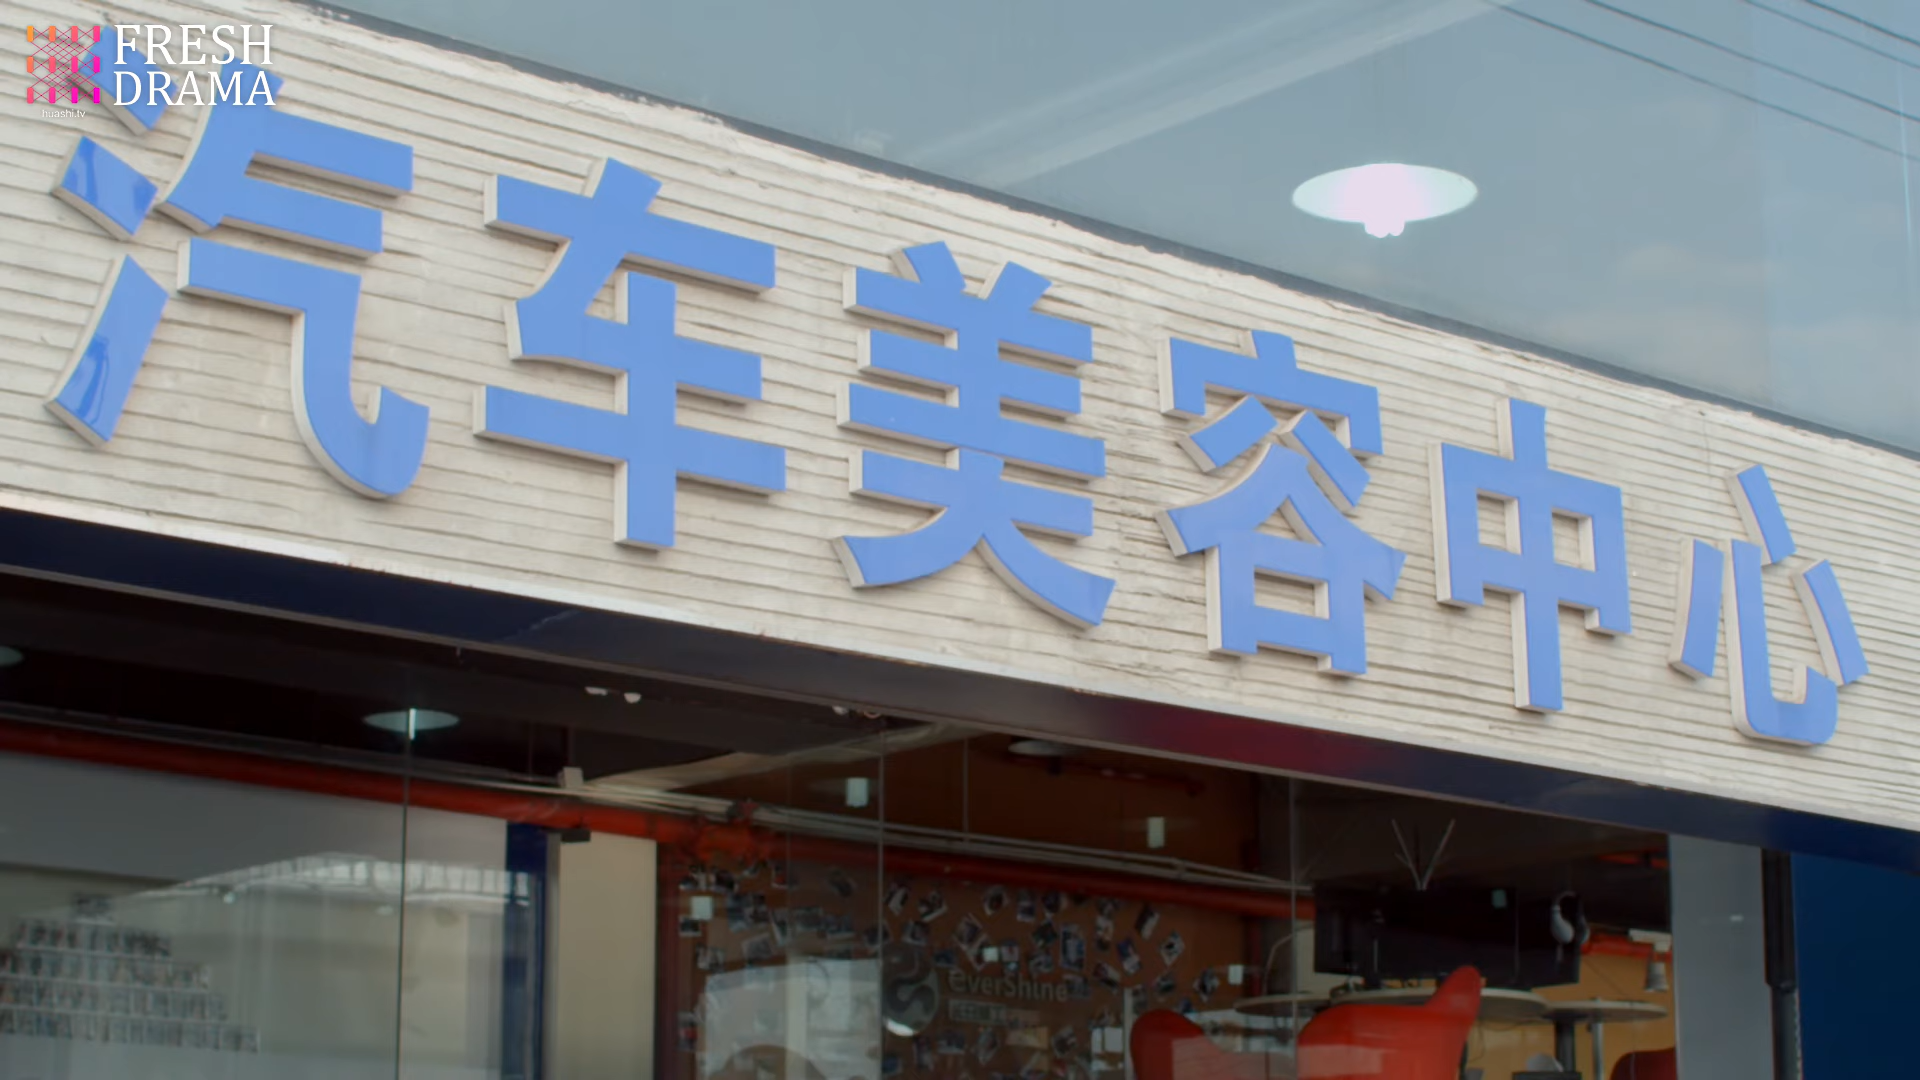 FRESH
DRAMA
huashi.tv
汽车美容中心
EverShine